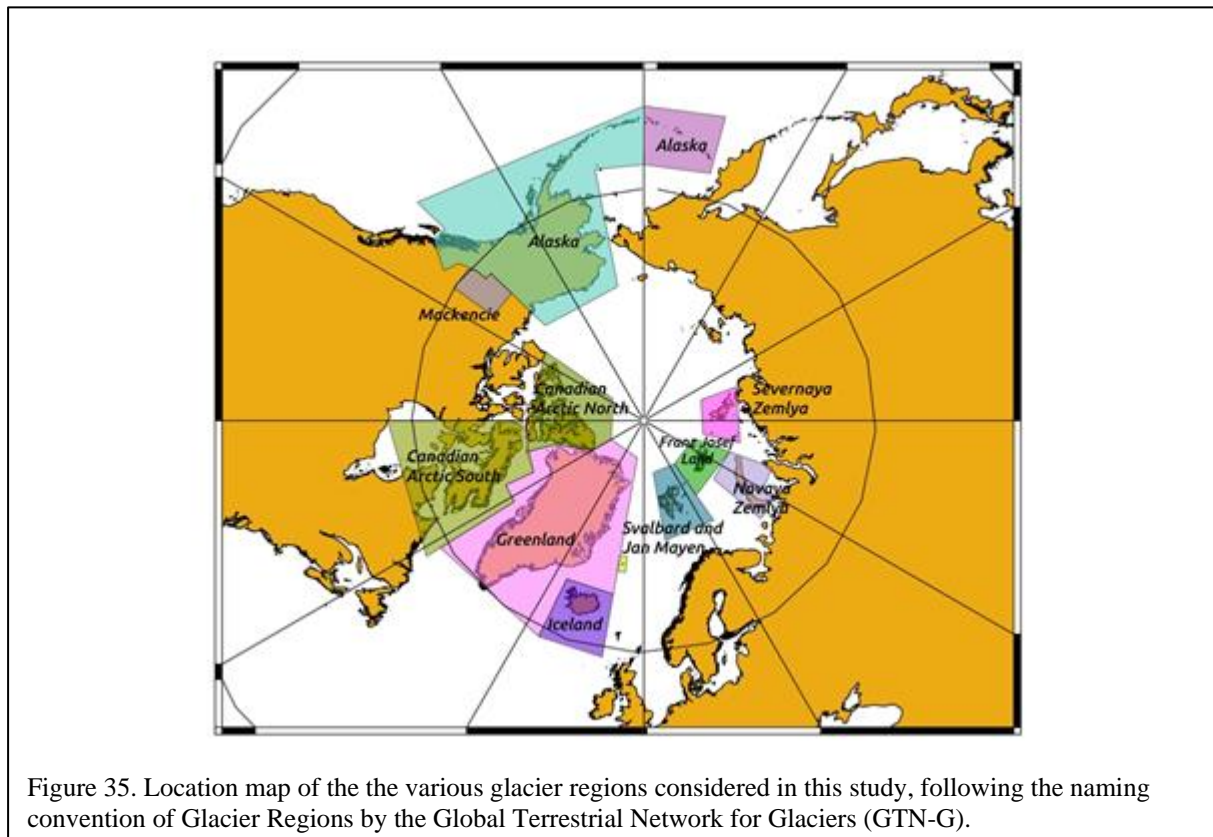 Alaska
Alaska
Mackencie
Canadian
Arctic North
Severnaya
Zemlya
Franz Josef
Land
Canadian
Arctic South
Novaya
Zemlya
Svalbard and
Jan Mayen
Greenland
Iceland
Figure 35. Location map of the the various glacier regions considered in this study, following the naming
convention of Glacier Regions by the Global Terrestrial Network for Glaciers (GTN-G).